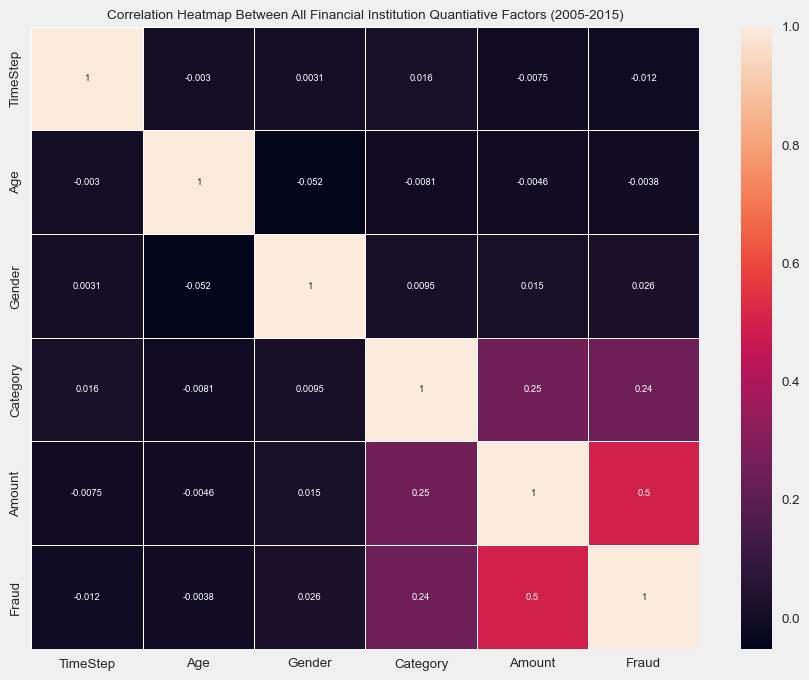 Correlation Heatmap Between All Financial Institution Quantiative Factors (2005-2015)
TimeStep 1 -0.003 0.0031 0.016 -0.0075 -0.012
Age -0.003 1 -0.052 -0.0081 -0.0046 -0.0038
Gender 0.0031 -0.052 1 0.0095 0.015 0.026
Category 0.016 -0.0081 0.0095 1 0.25 0.24
Amount -0.0075 -0.0046 0.015 0.25 1 0.5
Fraud -0.012 -0.0038 0.026 0.24 0.5 1
TimeStep Age Gender Category Amount Fraud
1.0
0.8
0.6
0.4
0.2
0.0